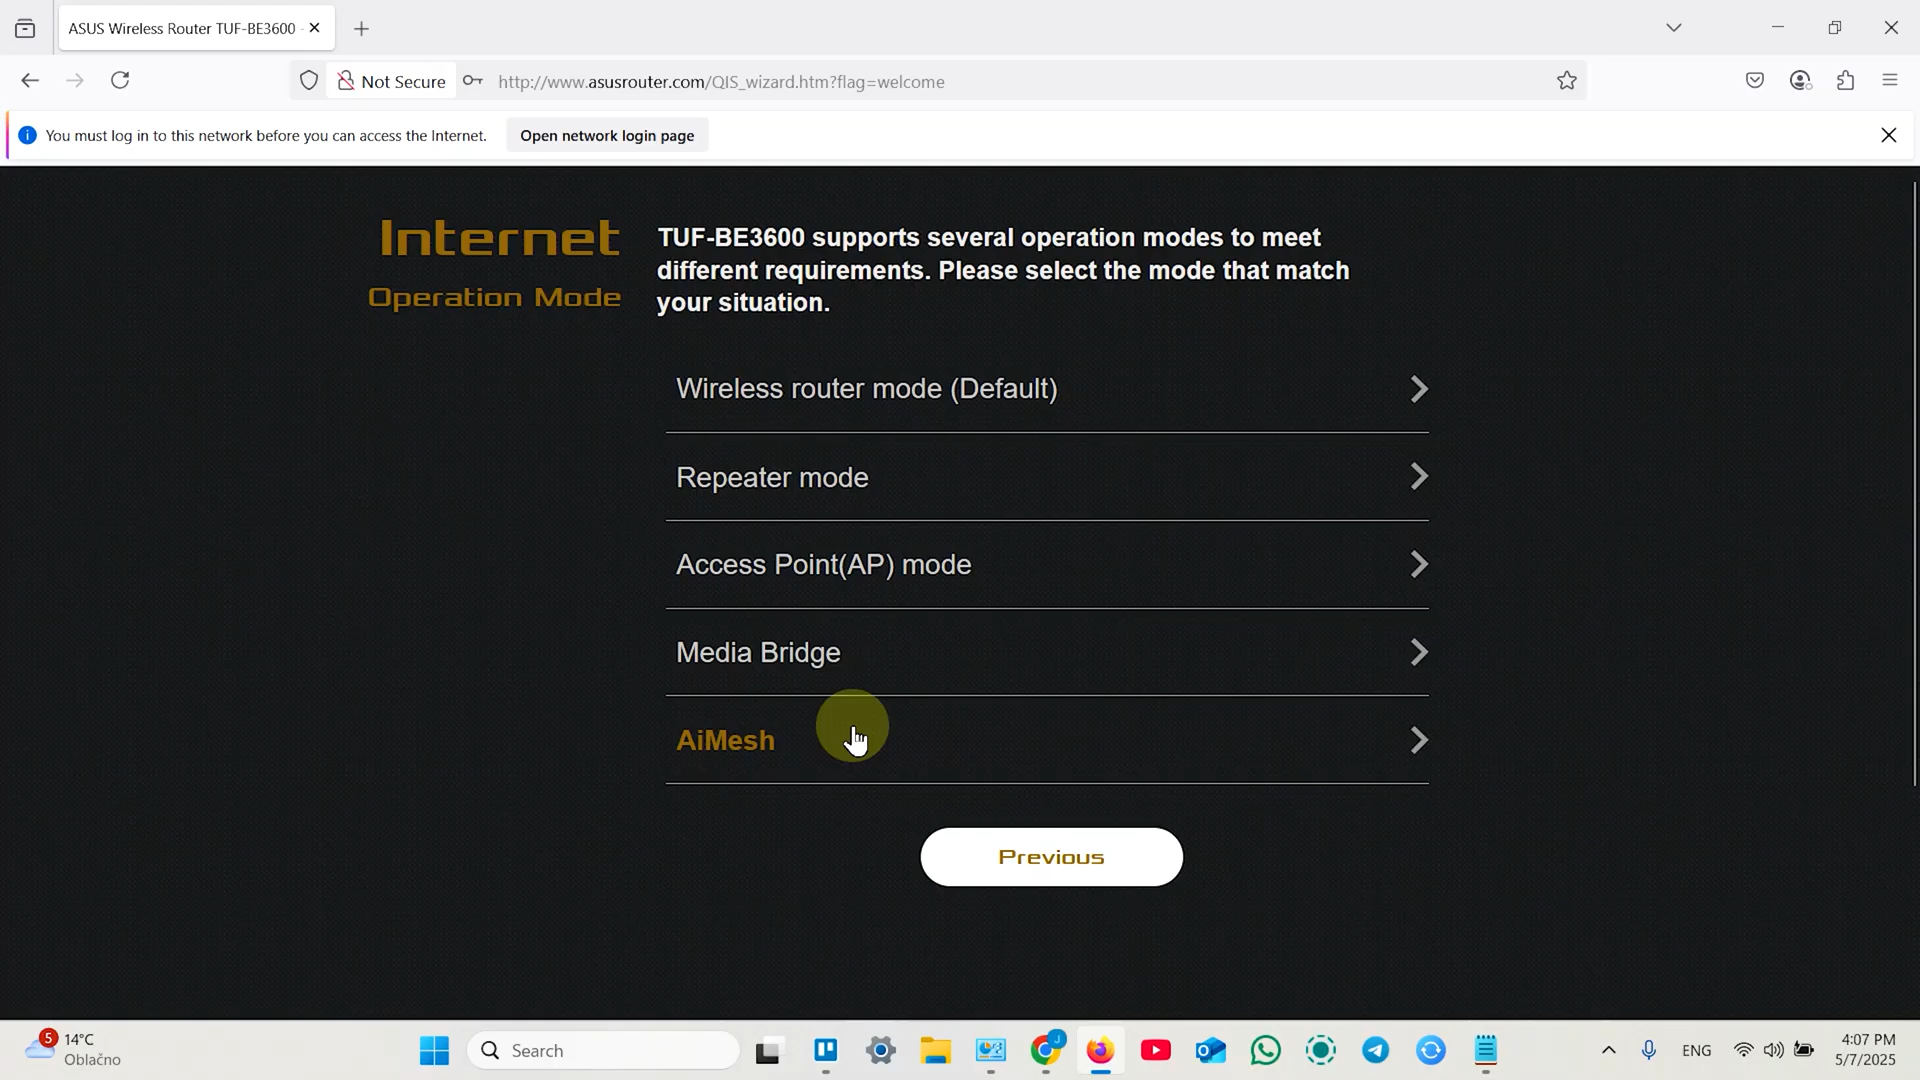 ASUS Wireless Router TUF-BE3600 -
Not Secure
http://www.asusrouter.com/QIS_wizard.htm?flag=welcome
You must log in to this network before you can access the Internet.
Open network login page
Internet
Operation Mode
TUF-BE3600 supports several operation modes to meet
different requirements. Please select the mode that match
your situation.
Wireless router mode (Default)
Repeater mode
Access Point(AP) mode
Media Bridge
AiMesh
Previous
5
14°C
Oblačno
Search
J
ENG
4:07 PM
5/7/2025